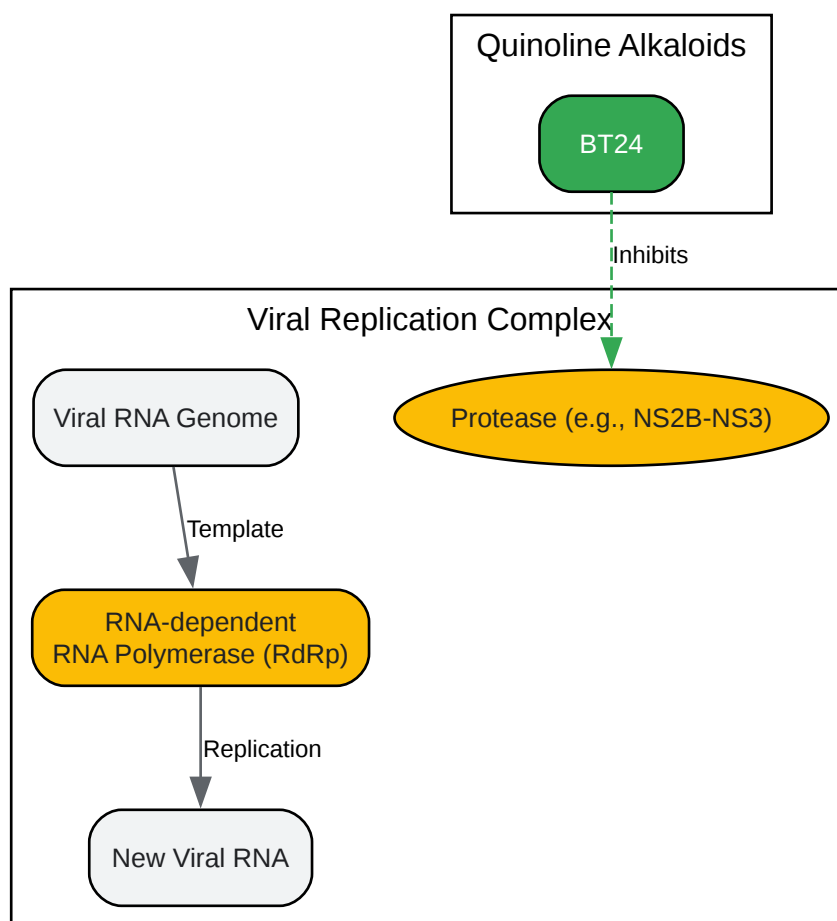 Quinoline Alkaloids
BT24
Inhibits
Viral Replication Complex
Viral RNA Genome
Protease (e.g., NS2B-NS3)
Template
RNA-dependent
RNA Polymerase (RdRp)
Replication
New Viral RNA